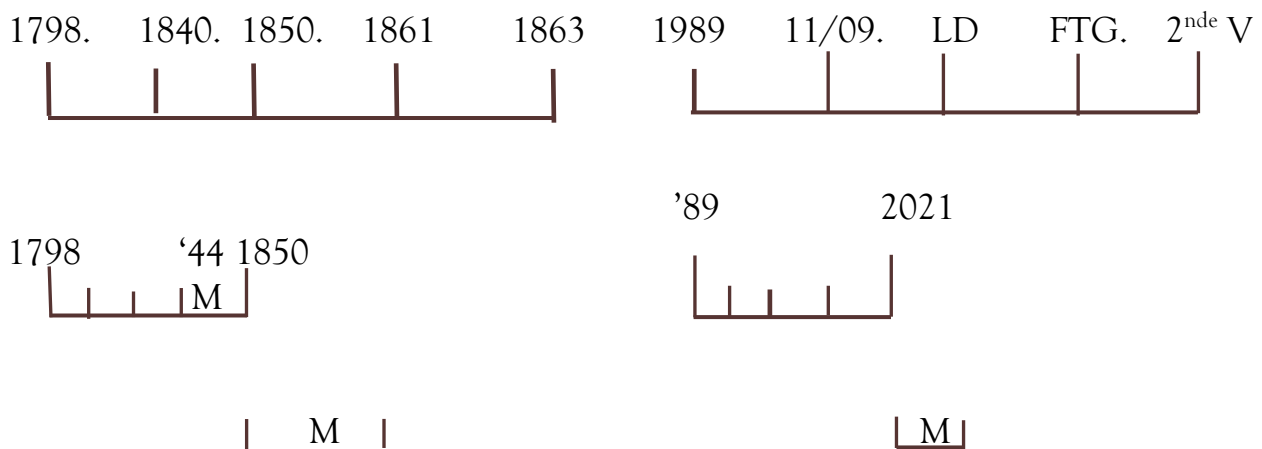 1798. 1840. 1850. 1861 1863 1989 11/09. LD FTG. 2nde V
’89 2021
1798 ‘44 1850
M
M M